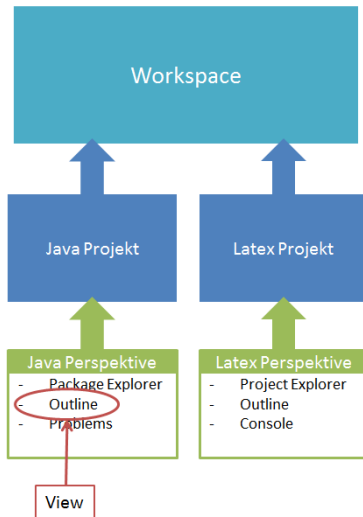 Workspace
Java Projekt
Latex Projekt
Java Perspektive
- Package Explorer
- Outline
- Problems
Latex Perspektive
- Project Explorer
- Outline
- Console
View